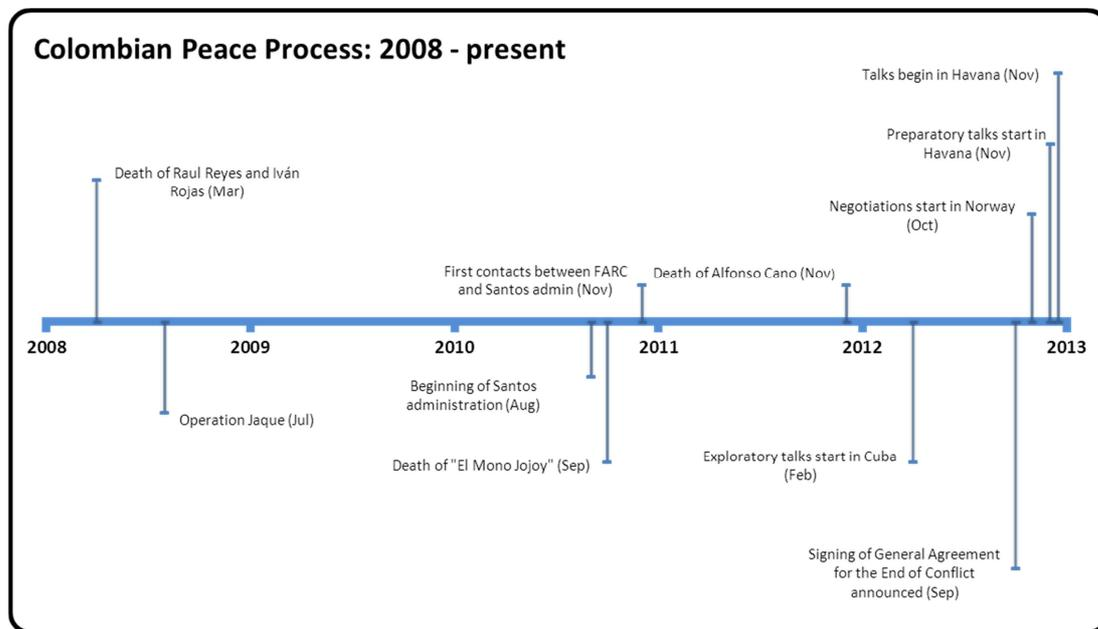 Colombian Peace Process: 2008 - present
Talks begin in Havana (Nov)
Preparatory talks start in
Havana (Nov)
Death of Raul Reyes and Iván
Rojas (Mar)
Negotiations start in Norway
(Oct)
First contacts between FARC
and Santos admin (Nov)
Death of Alfonso Cano (Nov)
2008
2009
2010
2011
2012
2013
Beginning of Santos
administration (Aug)
Operation Jaque (Jul)
Death of "El Mono Jojoy" (Sep)
Exploratory talks start in Cuba
(Feb)
Signing of General Agreement
for the End of Conflict
announced (Sep)